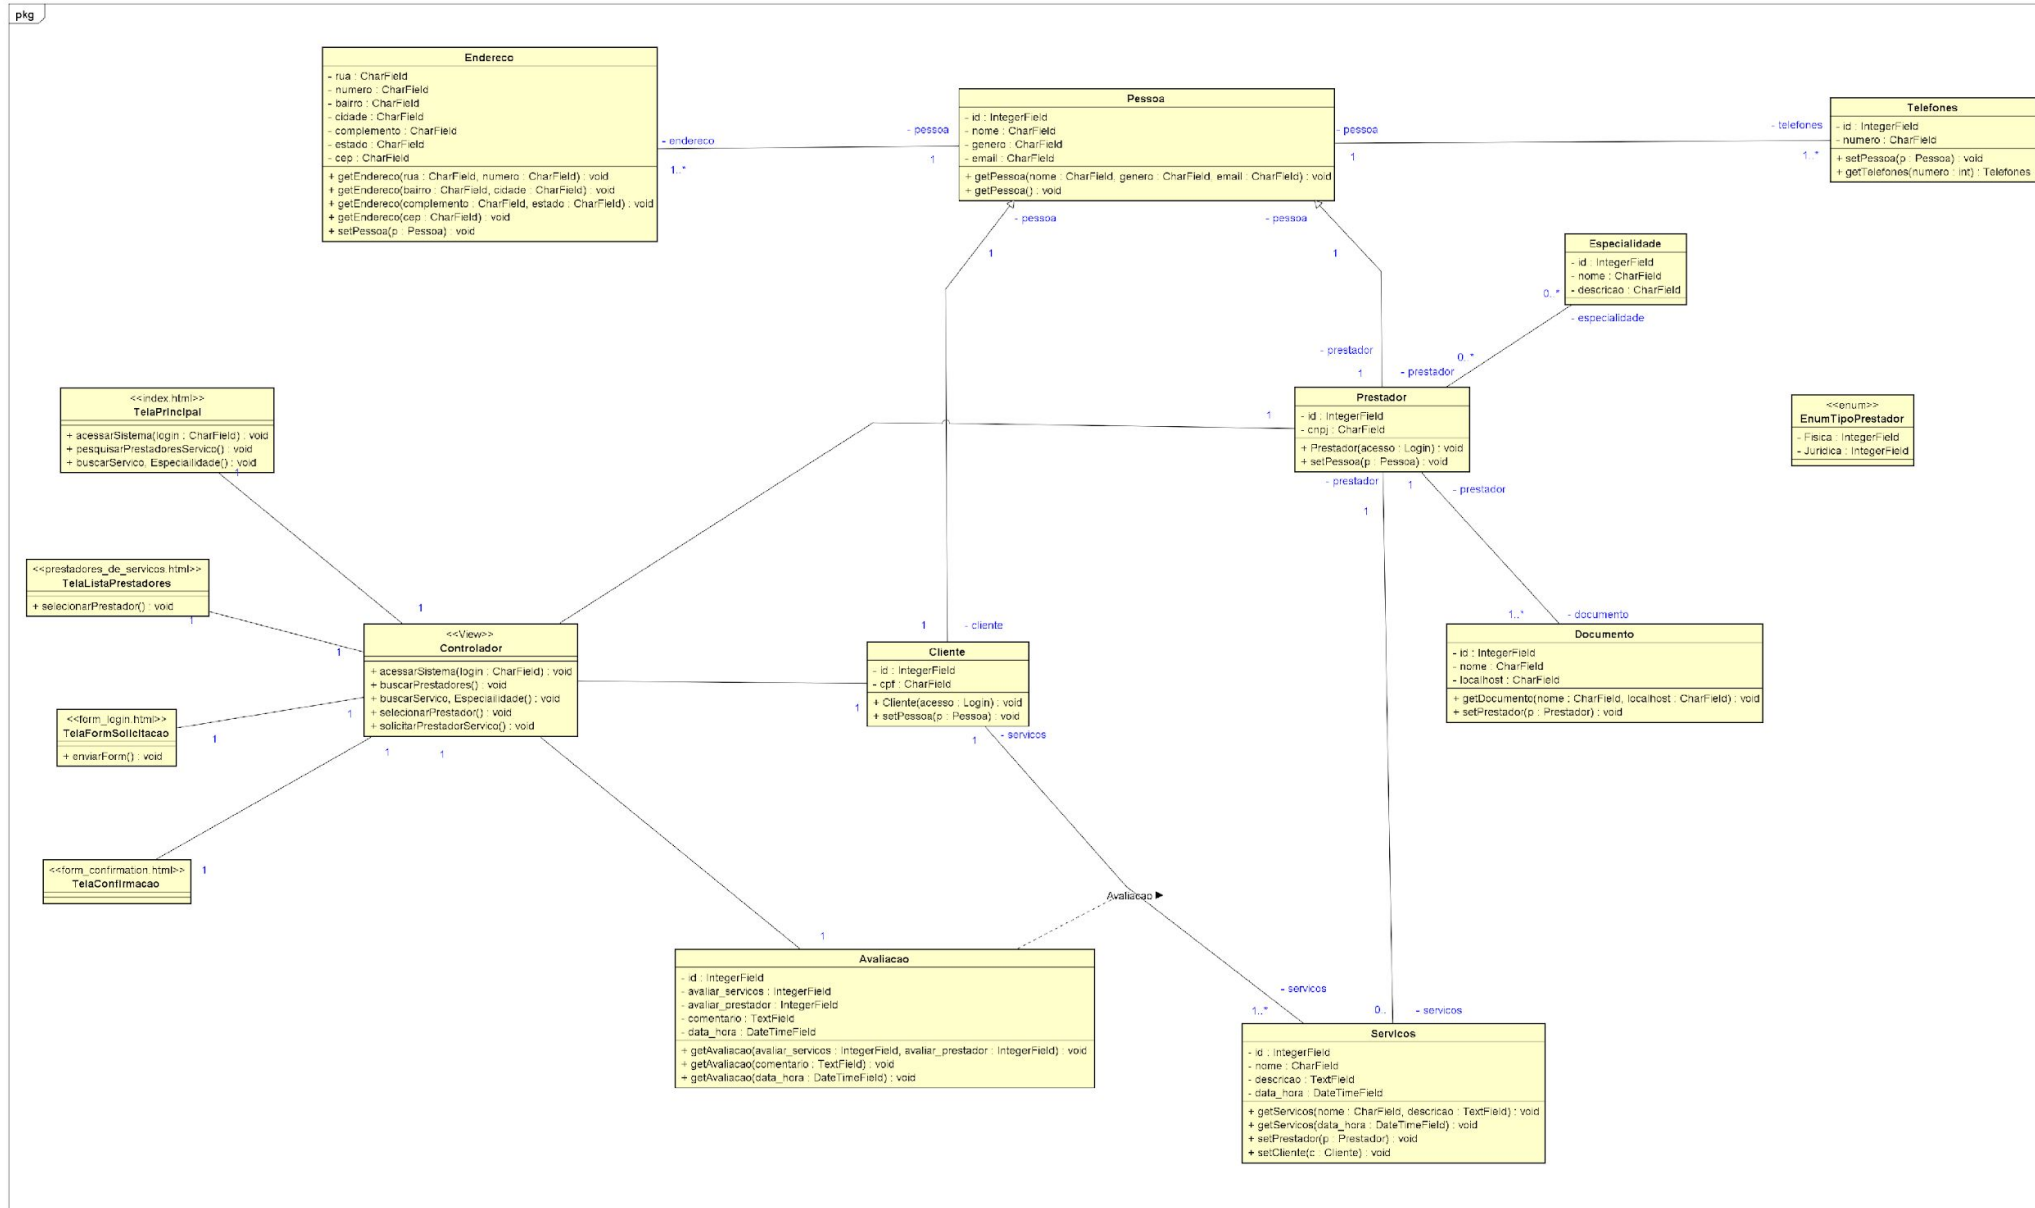 pkg
Endereco
- rua : CharField
- numero : CharField
- bairro : CharField
- cidade : CharField
- complemento : CharField
- estado : CharField
- cep : CharField
+ getEndereco(rua : CharField, numero : CharField) : void
+ getEndereco(bairro : CharField, cidade : CharField) : void
+ getEndereco(complemento : CharField, estado : CharField) : void
+ getEndereco(cep : CharField) : void
+ setPessoa(p : Pessoa) : void
- endereco
1..*
- pessoa
1
Pessoa
- id : IntegerField
- nome : CharField
- genero : CharField
- email : CharField
+ getPessoa(nome : CharField, genero : CharField, email : CharField) : void
+ getPessoa() : void
- pessoa
1
- telefones
1..*
Telefones
- id : IntegerField
- numero : CharField
+ setPessoa(p : Pessoa) : void
+ getTelefones(numero : int) : Telefones
- pessoa
1
- pessoa
1
Especialidade
- id : IntegerField
- nome : CharField
- descricao : CharField
0..*
- especialidade
0..*
- prestador
- prestador
1
1
Prestador
- id : IntegerField
- cnpj : CharField
+ Prestador(acesso : Login) : void
+ setPessoa(p : Pessoa) : void
- prestador
1
1
- prestador
<<enum>>
EnumTipoPrestador
- Fisica : IntegerField
- Juridica : IntegerField
<<index.html>>
TelaPrincipal
+ acessarSistema(login : CharField) : void
+ pesquisarPrestadoresServico() : void
+ buscarServico, Especiailidade() : void
1
1
<<prestadores_de_servicos.html>>
TelaListaPrestadores
+ selecionarPrestador() : void
1
1
<<View>>
Controlador
+ acessarSistema(login : CharField) : void
+ buscarPrestadores() : void
+ buscarServico, Especiailidade() : void
+ selecionarPrestador() : void
+ solicitarPrestadorServico() : void
1
1
1
<<form_login.html>>
TelaFormSolicitacao
+ enviarForm() : void
1
<<form_confirmation.html>>
TelaConfirmacao
1
1
- cliente
Cliente
- id : IntegerField
- cpf : CharField
+ Cliente(acesso : Login) : void
+ setPessoa(p : Pessoa) : void
1
1
- servicos
1..*
- documento
Documento
- id : IntegerField
- nome : CharField
- localhost : CharField
+ getDocumento(nome : CharField, localhost : CharField) : void
+ setPrestador(p : Prestador) : void
Avaliacao ►
1
Avaliacao
- id : IntegerField
- avaliar_servicos : IntegerField
- avaliar_prestador : IntegerField
- comentario : TextField
- data_hora : DateTimeField
+ getAvaliacao(avaliar_servicos : IntegerField, avaliar_prestador : IntegerField) : void
+ getAvaliacao(comentario : TextField) : void
+ getAvaliacao(data_hora : DateTimeField) : void
- servicos
1..*
0..
- servicos
Servicos
- id : IntegerField
- nome : CharField
- descricao : TextField
- data_hora : DateTimeField
+ getServicos(nome : CharField, descricao : TextField) : void
+ getServicos(data_hora : DateTimeField) : void
+ setPrestador(p : Prestador) : void
+ setCliente(c : Cliente) : void